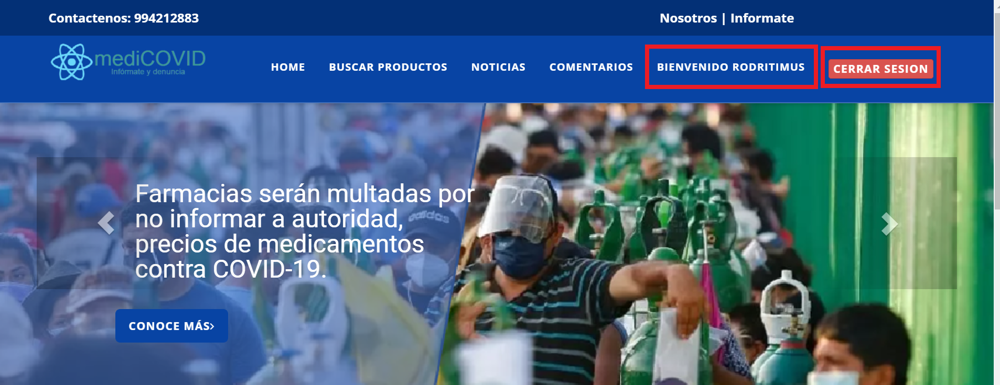 Contactenos: 994212883
Nosotros | Informate
mediCOVID
Infórmate y denuncia
HOME
BUSCAR PRODUCTOS
NOTICIAS
COMENTARIOS
BIENVENIDO RODRITIMUS
CERRAR SESION
Farmacias serán multadas por
no informar a autoridad,
precios de medicamentos
contra COVID-19.
adidas
CONOCE MÁS›